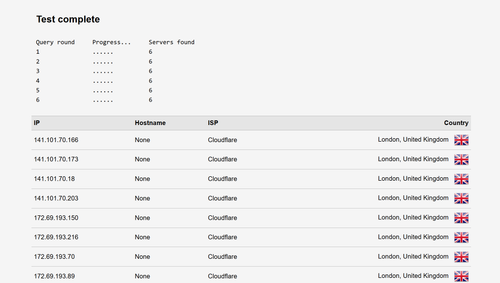 Test complete
Query round Progress... Servers found
1 ...... 6
2 ...... 6
3 ...... 6
4 ...... 6
5 ...... 6
6 ...... 6
IP Hostname ISP Country
141.101.70.166 None Cloudflare London, United Kingdom
141.101.70.173 None Cloudflare London, United Kingdom
141.101.70.18 None Cloudflare London, United Kingdom
141.101.70.203 None Cloudflare London, United Kingdom
172.69.193.150 None Cloudflare London, United Kingdom
172.69.193.216 None Cloudflare London, United Kingdom
172.69.193.70 None Cloudflare London, United Kingdom
172.69.193.89 None Cloudflare London, United Kingdom